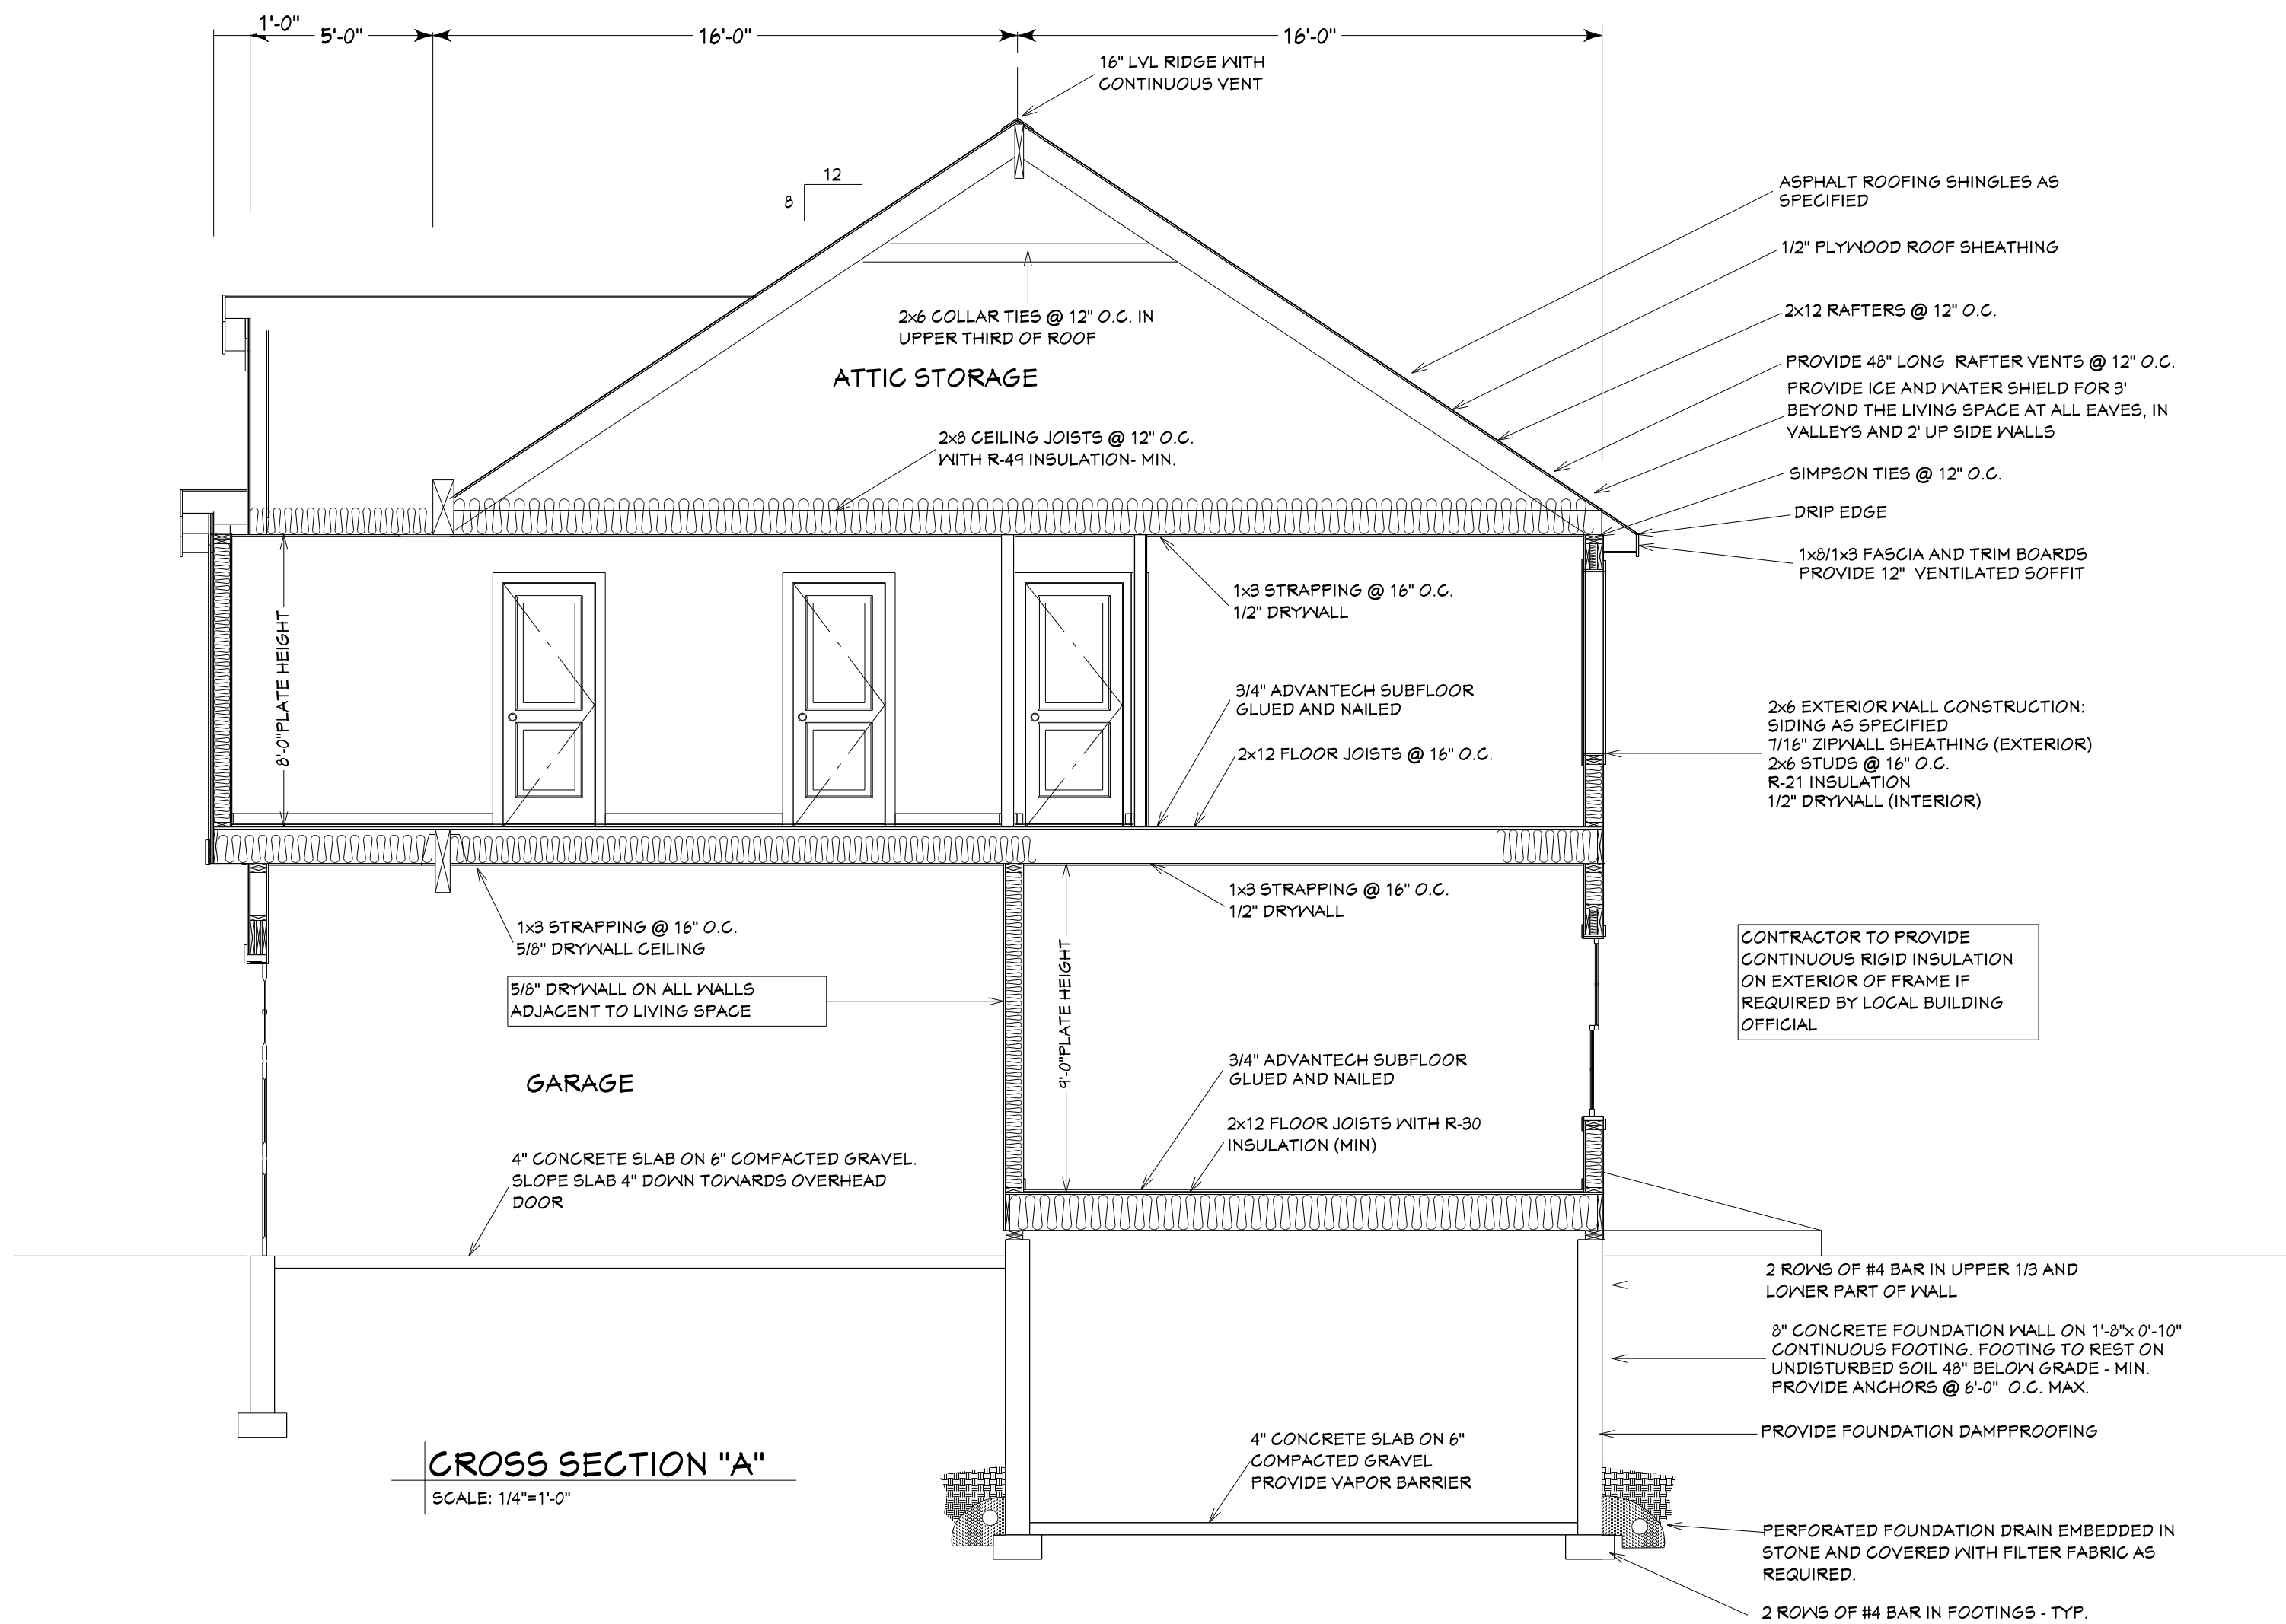 1'-0"
5'-0"
16'-0"
16'-0"
16" LVL RIDGE WITH
CONTINUOUS VENT
12
8
ASPHALT ROOFING SHINGLES AS
SPECIFIED
1/2" PLYWOOD ROOF SHEATHING
2x12 RAFTERS @ 12" O.C.
2x6 COLLAR TIES @ 12" O.C. IN
UPPER THIRD OF ROOF
ATTIC STORAGE
PROVIDE 48" LONG RAFTER VENTS @ 12" O.C.
PROVIDE ICE AND WATER SHIELD FOR 3'
BEYOND THE LIVING SPACE AT ALL EAVES, IN
VALLEYS AND 2' UP SIDE WALLS
2x8 CEILING JOISTS @ 12" O.C.
WITH R-49 INSULATION- MIN.
SIMPSON TIES @ 12" O.C.
DRIP EDGE
1x8/1x3 FASCIA AND TRIM BOARDS
PROVIDE 12" VENTILATED SOFFIT
8'-0"PLATE HEIGHT
1x3 STRAPPING @ 16" O.C.
1/2" DRYWALL
3/4" ADVANTECH SUBFLOOR
GLUED AND NAILED
2x12 FLOOR JOISTS @ 16" O.C.
2x6 EXTERIOR WALL CONSTRUCTION:
SIDING AS SPECIFIED
7/16" ZIPWALL SHEATHING (EXTERIOR)
2x6 STUDS @ 16" O.C.
R-21 INSULATION
1/2" DRYWALL (INTERIOR)
1x3 STRAPPING @ 16" O.C.
1/2" DRYWALL
1x3 STRAPPING @ 16" O.C.
5/8" DRYWALL CEILING
5/8" DRYWALL ON ALL WALLS
ADJACENT TO LIVING SPACE
9'-0"PLATE HEIGHT
CONTRACTOR TO PROVIDE
CONTINUOUS RIGID INSULATION
ON EXTERIOR OF FRAME IF
REQUIRED BY LOCAL BUILDING
OFFICIAL
GARAGE
3/4" ADVANTECH SUBFLOOR
GLUED AND NAILED
2x12 FLOOR JOISTS WITH R-30
INSULATION (MIN)
4" CONCRETE SLAB ON 6" COMPACTED GRAVEL.
SLOPE SLAB 4" DOWN TOWARDS OVERHEAD
DOOR
2 ROWS OF #4 BAR IN UPPER 1/3 AND
LOWER PART OF WALL
8" CONCRETE FOUNDATION WALL ON 1'-8"x 0'-10"
CONTINUOUS FOOTING. FOOTING TO REST ON
UNDISTURBED SOIL 48" BELOW GRADE - MIN.
PROVIDE ANCHORS @ 6'-0" O.C. MAX.
PROVIDE FOUNDATION DAMPPROOFING
4" CONCRETE SLAB ON 6"
COMPACTED GRAVEL
PROVIDE VAPOR BARRIER
CROSS SECTION "A"
SCALE: 1/4"=1'-0"
PERFORATED FOUNDATION DRAIN EMBEDDED IN
STONE AND COVERED WITH FILTER FABRIC AS
REQUIRED.
2 ROWS OF #4 BAR IN FOOTINGS - TYP.